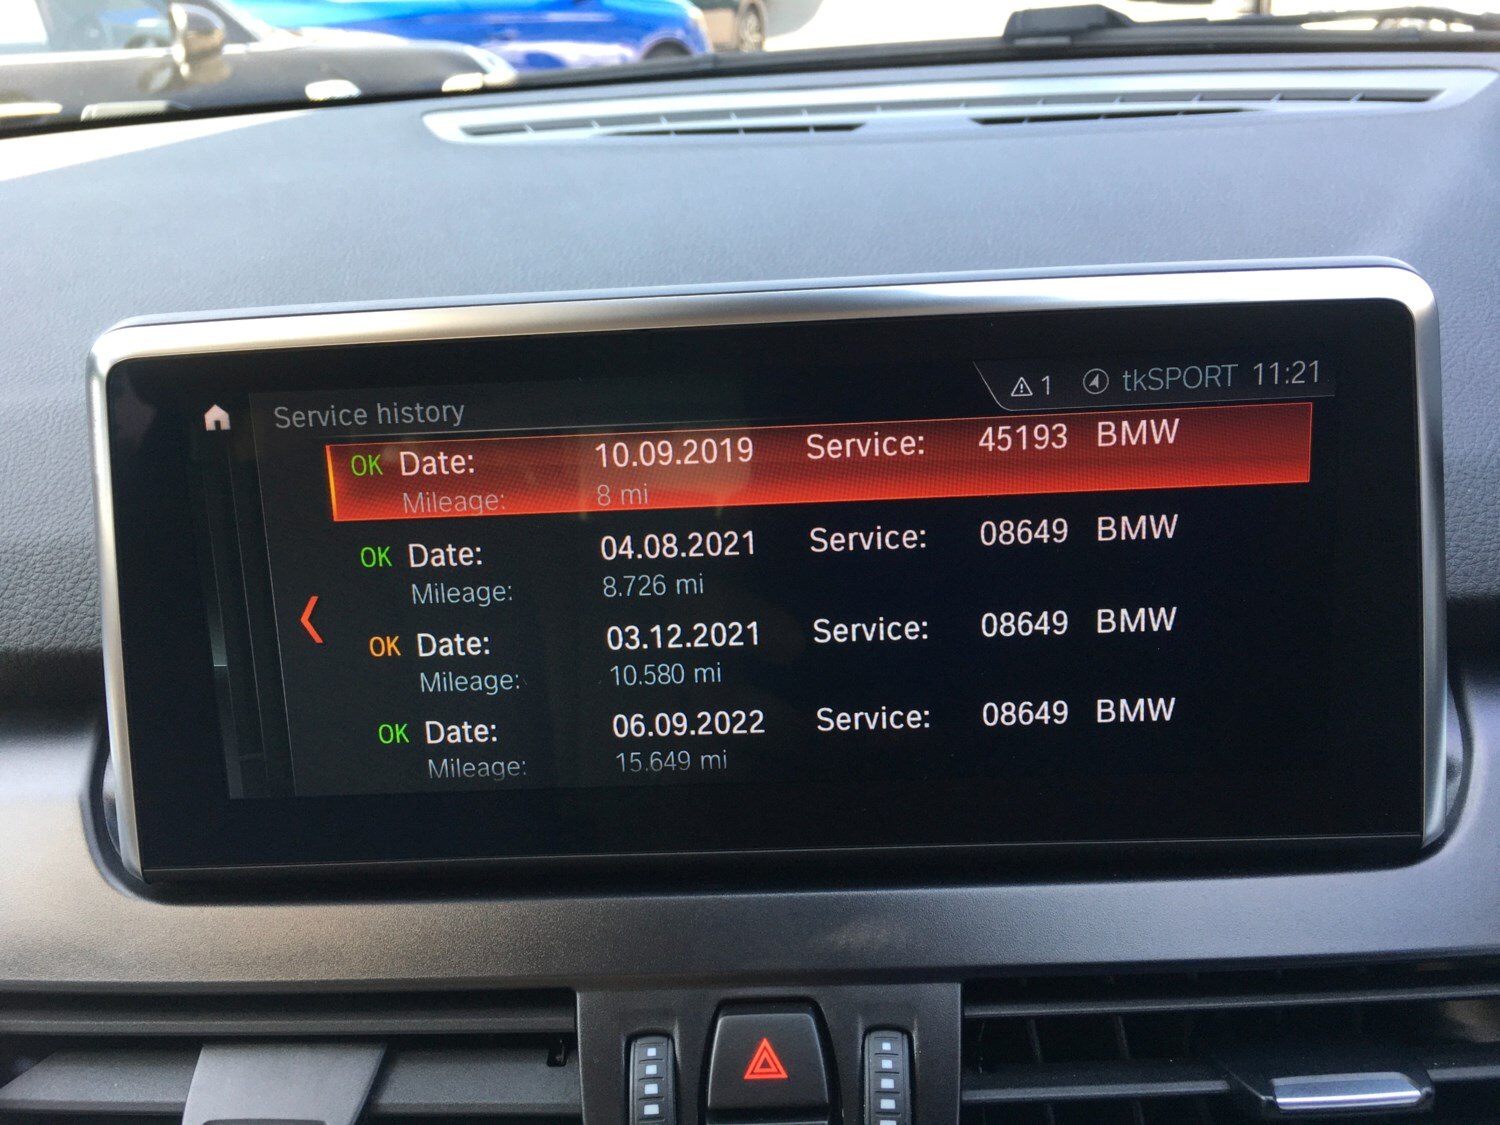 ⚠ 1 tkSPORT 11:21
Service history
OK Date: 10.09.2019 Service: 45193 BMW
Mileage: 8 mi
OK Date: 04.08.2021 Service: 08649 BMW
Mileage: 8.726 mi
OK Date: 03.12.2021 Service: 08649 BMW
Mileage: 10.580 mi
OK Date: 06.09.2022 Service: 08649 BMW
Mileage: 15.649 mi